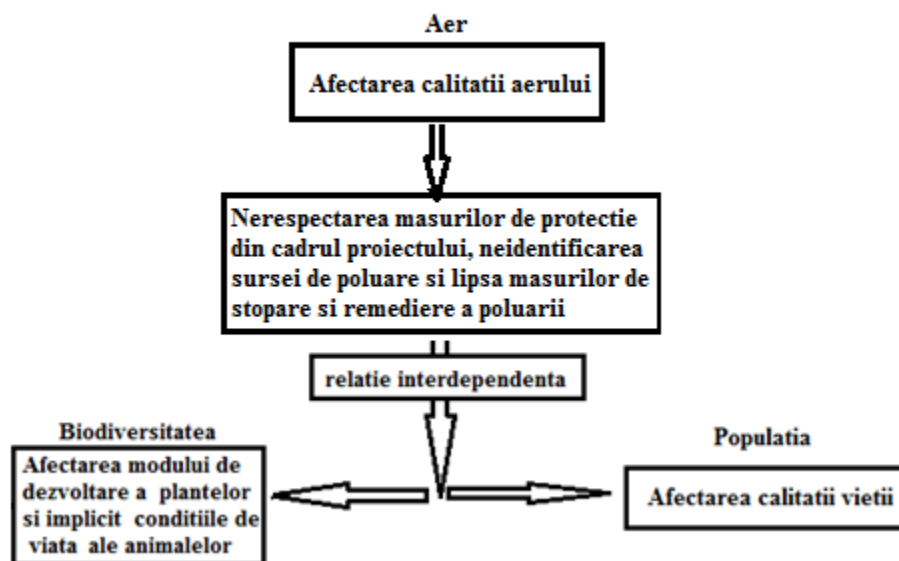 Aer
Afectarea calitatii aerului
Nerespectarea masurilor de protectie
din cadrul proiectului, neidentificarea
sursei de poluare si lipsa masurilor de
stopare si remediere a poluarii
relatie interdependenta
Biodiversitatea
Afectarea modului de
dezvoltare a plantelor
si implicit conditiile de
viata ale animalelor
Populatia
Afectarea calitatii vietii